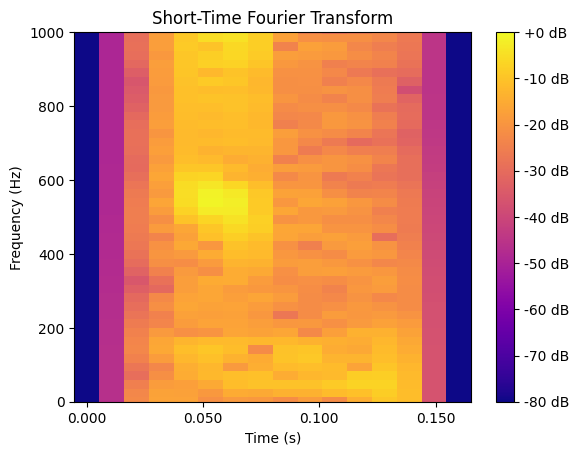 Short-Time Fourier Transform
Frequency (Hz)
1000
800
600
400
200
0
0.000
0.050
0.100
0.150
Time (s)
+0 dB
-10 dB
-20 dB
-30 dB
-40 dB
-50 dB
-60 dB
-70 dB
-80 dB